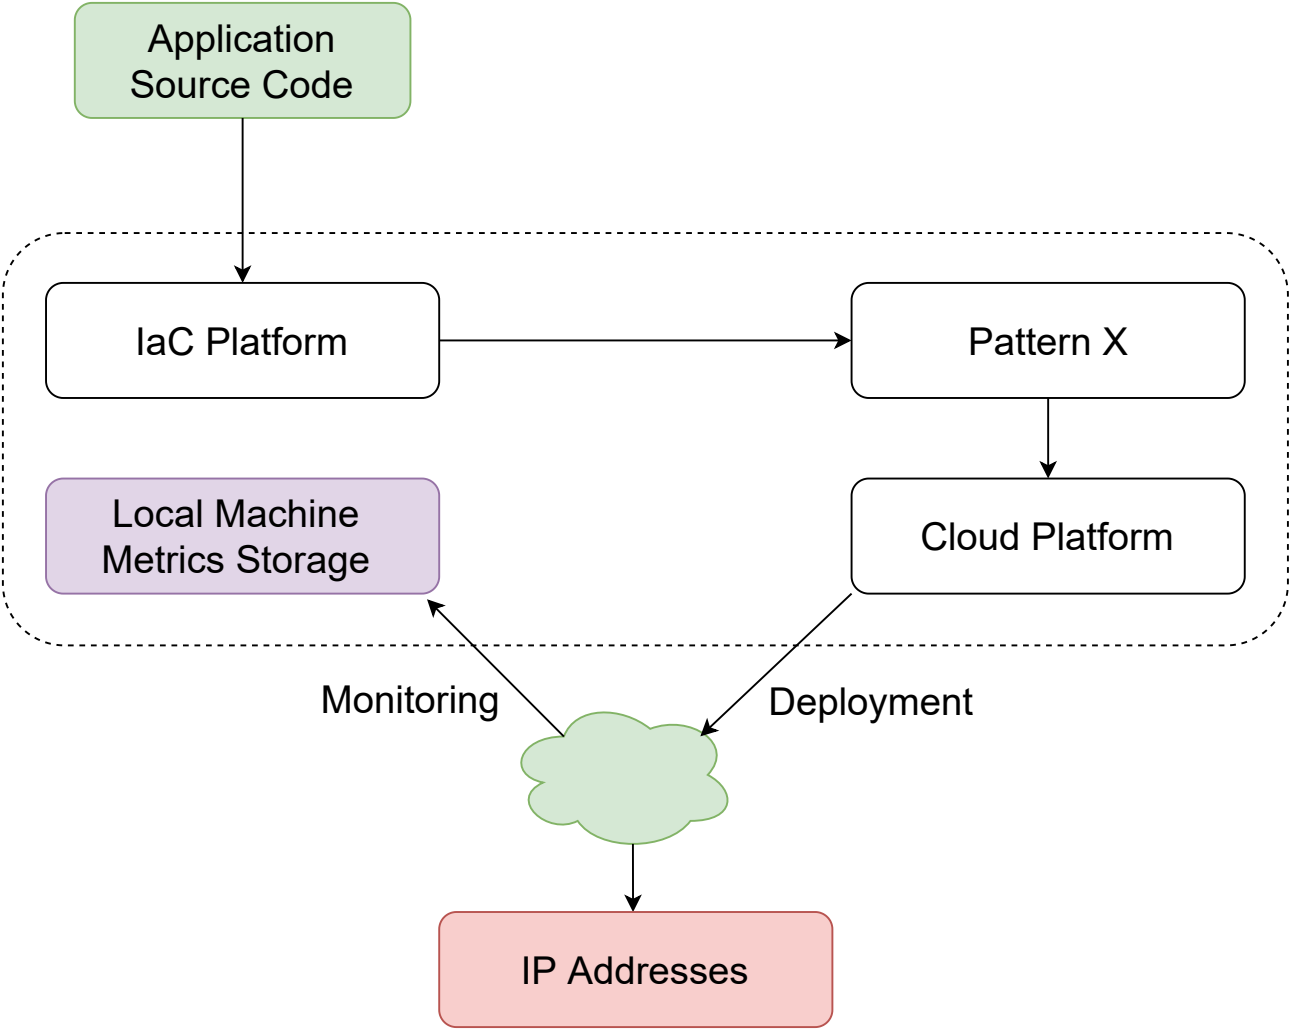 Application
Source Code
IaC Platform
Pattern X
Local Machine
Metrics Storage
Cloud Platform
Monitoring
Deployment
IP Addresses